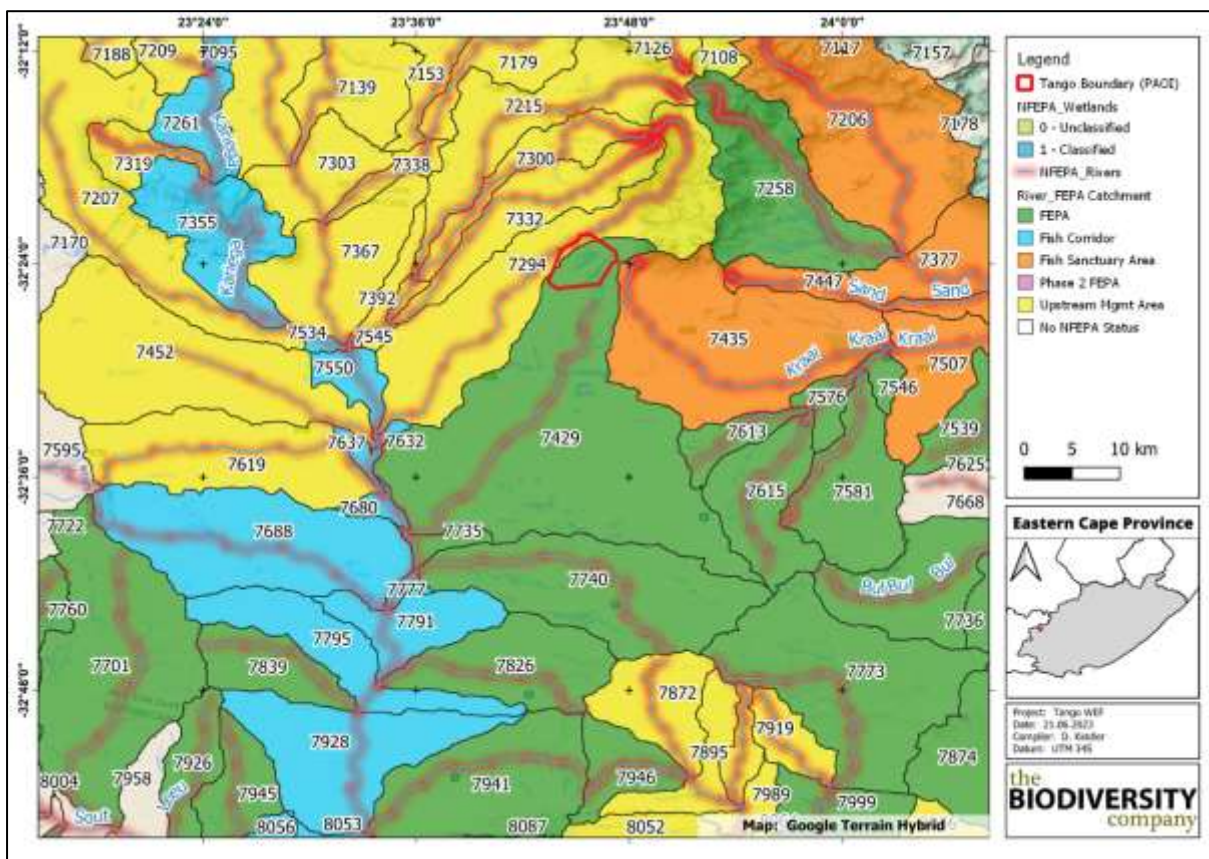 23°24'0"
23°36'0"
23°48'0"
24°0'0"
-32°12'0"
-32°24'0"
-32°36'0"
-32°48'0"
7188
7209
7095
7139
7153
7179
7126
7108
7117
7157
7261
7215
7206
7178
7319
7303
7338
7300
7258
7207
7355
7332
7170
7367
7294
7377
7392
7447
Sand
Sand
7534
7545
7435
7452
7550
Kraai
Kraai
Kraai
7507
7576
7546
7637
7632
7429
7613
7539
7595
7619
7625
7615
7581
7668
7680
7722
7688
7735
7740
BulBul
Bul
7760
7777
7791
7736
7795
7701
7839
7826
7773
7872
7928
7919
7895
7874
7958
7926
7946
8004
7945
7941
7989
7999
Sout
8056
8053
8087
8052
Map: Google Terrain Hybrid
Legend
Tango Boundary (PAOI)
NFEPA_Wetlands
0 - Unclassified
1 - Classified
NFEPA_Rivers
River_FEPA Catchment
FEPA
Fish Corridor
Fish Sanctuary Area
Phase 2 FEPA
Upstream Mgmt Area
No NFEPA Status
0 5 10 km
Eastern Cape Province
Project: Tango WEF
Date: 21.06.2023
Datum: UTM 34S
the
BIODIVERSITY
company